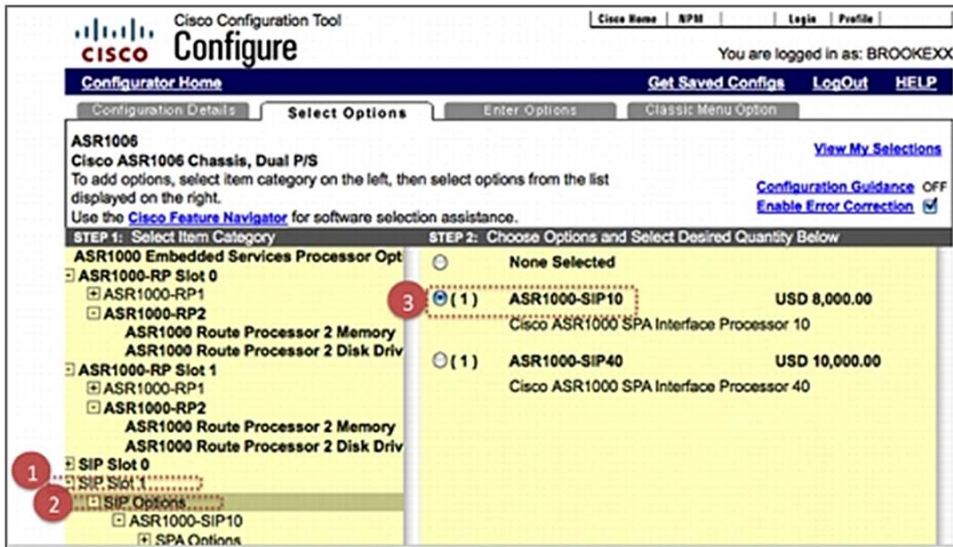 Cisco Configuration Tool
Cisco Home | NPM | Login | Profile
CISCO Configure
You are logged in as: BROOKEXX
Configurator Home Get Saved Configs LogOut HELP
Configuration Details Select Options Enter Options Classic Menu Option
ASR1006
Cisco ASR1006 Chassis, Dual P/S
View My Selections
To add options, select item category on the left, then select options from the list
displayed on the right.
Configuration Guidance OFF
Use the Cisco Feature Navigator for software selection assistance.
Enable Error Correction
STEP 1: Select Item Category
ASR1000 Embedded Services Processor Opt
ASR1000-RP Slot 0
ASR1000-RP1
ASR1000-RP2
ASR1000 Route Processor 2 Memory
ASR1000 Route Processor 2 Disk Driv
ASR1000-RP Slot 1
ASR1000-RP1
ASR1000-RP2
ASR1000 Route Processor 2 Memory
ASR1000 Route Processor 2 Disk Driv
SIP Slot 0
1 SIP Slot 1
2 SIP Options
ASR1000-SIP10
SPA Options
STEP 2: Choose Options and Select Desired Quantity Below
None Selected
3 (1) ASR1000-SIP10 USD 8,000.00
Cisco ASR1000 SPA Interface Processor 10
(1) ASR1000-SIP40 USD 10,000.00
Cisco ASR1000 SPA Interface Processor 40